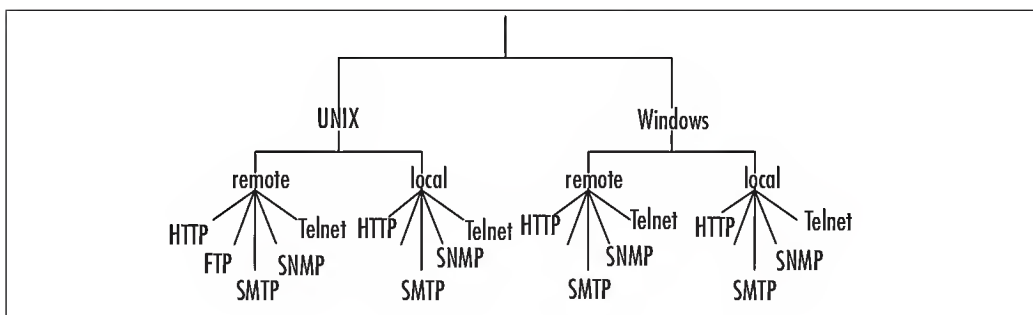 UNIX Windows
remote local remote local
HTTP FTP SMTP SNMP Telnet
HTTP SMTP SNMP Telnet
HTTP SMTP SNMP Telnet
HTTP SMTP SNMP Telnet